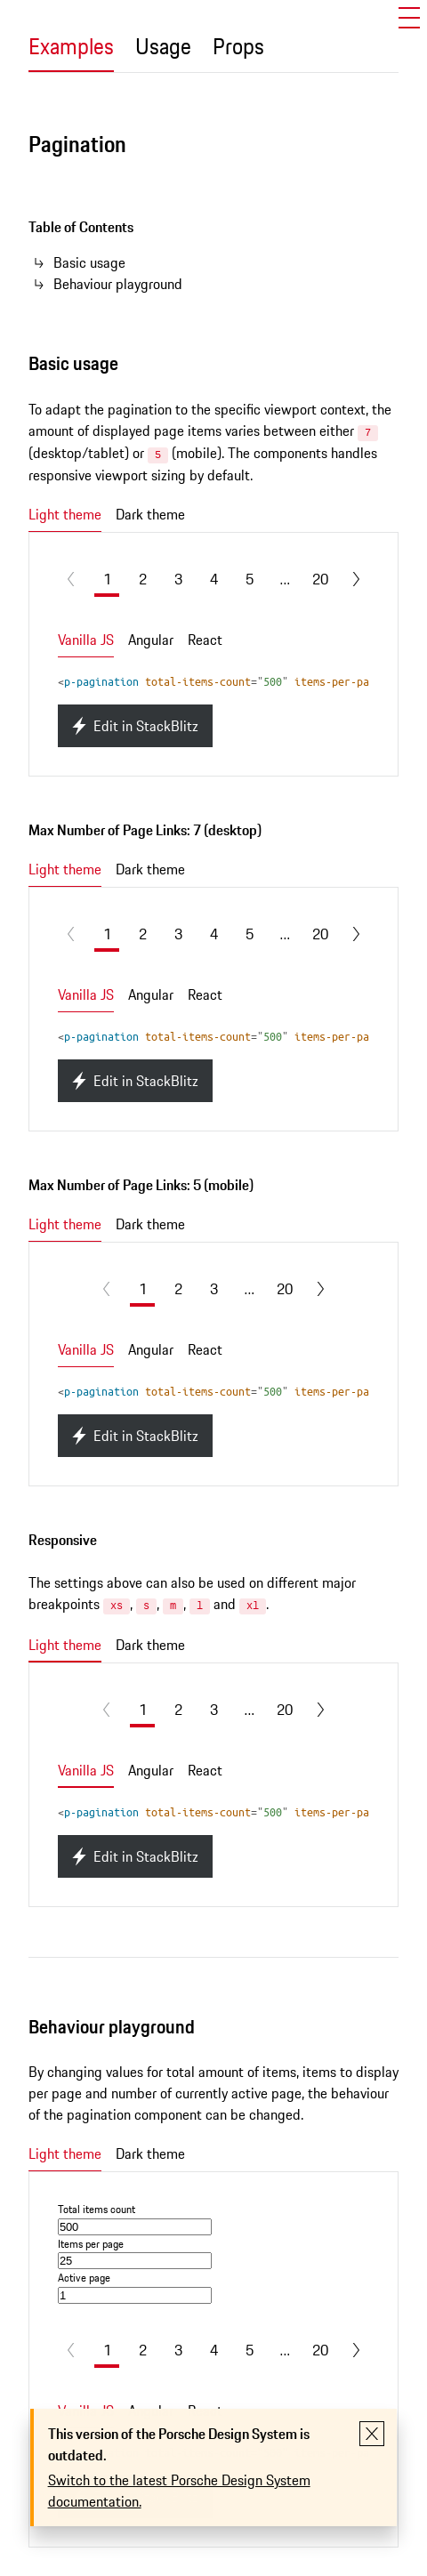 Examples Usage Props
Pagination
Table of Contents
↳ Basic usage
↳ Behaviour playground
Basic usage
To adapt the pagination to the specific viewport context, the
amount of displayed page items varies between either 7
(desktop/tablet) or 5 (mobile). The components handles
responsive viewport sizing by default.
Light theme Dark theme
1 2 3 4 5 ... 20
Vanilla JS Angular React
<p-pagination total-items-count="500" items-per-pa
Edit in StackBlitz
Max Number of Page Links: 7 (desktop)
Light theme Dark theme
1 2 3 4 5 ... 20
Vanilla JS Angular React
<p-pagination total-items-count="500" items-per-pa
Edit in StackBlitz
Max Number of Page Links: 5 (mobile)
Light theme Dark theme
1 2 3 ... 20
Vanilla JS Angular React
<p-pagination total-items-count="500" items-per-pa
Edit in StackBlitz
Responsive
The settings above can also be used on different major
breakpoints xs, s, m, l and xl.
Light theme Dark theme
1 2 3 ... 20
Vanilla JS Angular React
<p-pagination total-items-count="500" items-per-pa
Edit in StackBlitz
Behaviour playground
By changing values for total amount of items, items to display
per page and number of currently active page, the behaviour
of the pagination component can be changed.
Light theme Dark theme
Total items count
500
Items per page
25
Active page
1
1 2 3 4 5 ... 20
This version of the Porsche Design System is
outdated.
Switch to the latest Porsche Design System
documentation.